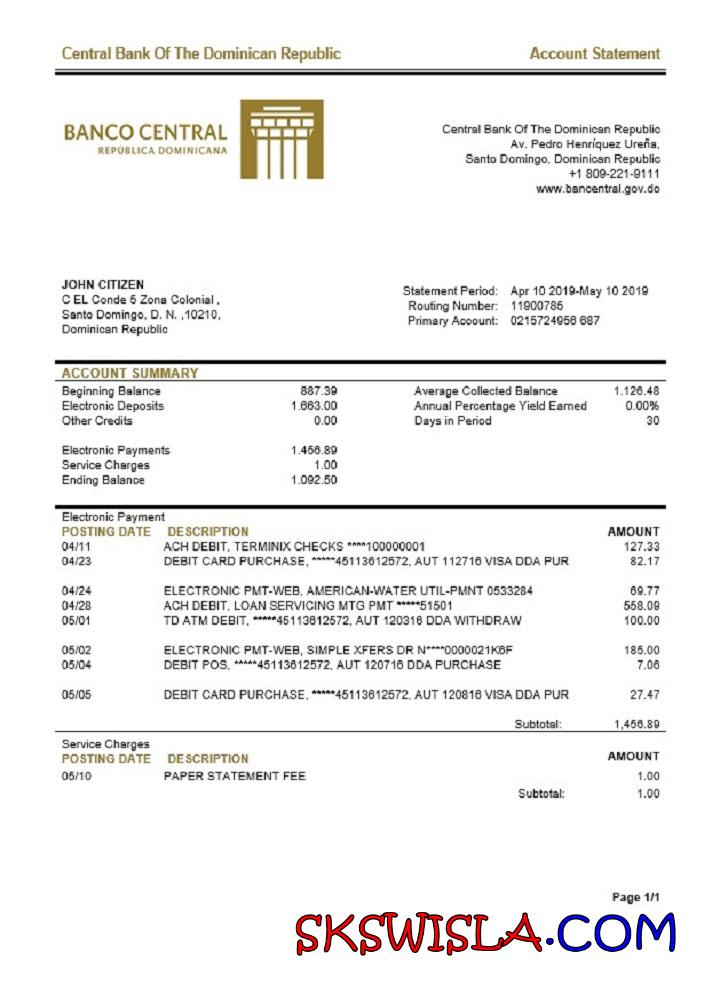 Central Bank Of The Dominican Republic Account Statement
BANCO CENTRAL
REPÚBLICA DOMINICANA
Central Bank Of The Dominican Republic
Av. Pedro Henríquez Ureña,
Santo Domingo, Dominican Republic
+1 809-221-9111
www.bancentral.gov.do
JOHN CITIZEN
C EL Conde 5 Zona Colonial ,
Santo Domingo, D. N. ,10210,
Dominican Republic
Statement Period: Apr 10 2019-May 10 2019
Routing Number: 11900785
Primary Account: 0215724956 687
ACCOUNT SUMMARY
Beginning Balance 887.39 Average Collected Balance 1.126.48
Electronic Deposits 1.663.00 Annual Percentage Yield Earned 0.00%
Other Credits 0.00 Days in Period 30
Electronic Payments 1.456.89
Service Charges 1.00
Ending Balance 1.092.50
Electronic Payment
POSTING DATE DESCRIPTION AMOUNT
04/11 ACH DEBIT, TERMINIX CHECKS ****100000001 127.33
04/23 DEBIT CARD PURCHASE, *****45113612572, AUT 112716 VISA DDA PUR 82.17
04/24 ELECTRONIC PMT-WEB, AMERICAN-WATER UTIL-PMNT 0533284 69.77
04/28 ACH DEBIT, LOAN SERVICING MTG PMT *****51501 558.09
05/01 TD ATM DEBIT, *****45113612572, AUT 120316 DDA WITHDRAW 100.00
05/02 ELECTRONIC PMT-WEB, SIMPLE XFERS DR N****0000021K6F 185.00
05/04 DEBIT POS, *****45113612572, AUT 120716 DDA PURCHASE 7.06
05/05 DEBIT CARD PURCHASE, *****45113612572, AUT 120816 VISA DDA PUR 27.47
Subtotal: 1,456.89
Service Charges
POSTING DATE DESCRIPTION AMOUNT
05/10 PAPER STATEMENT FEE 1.00
Subtotal: 1.00
Page 1/1
SKSWISLA.COM